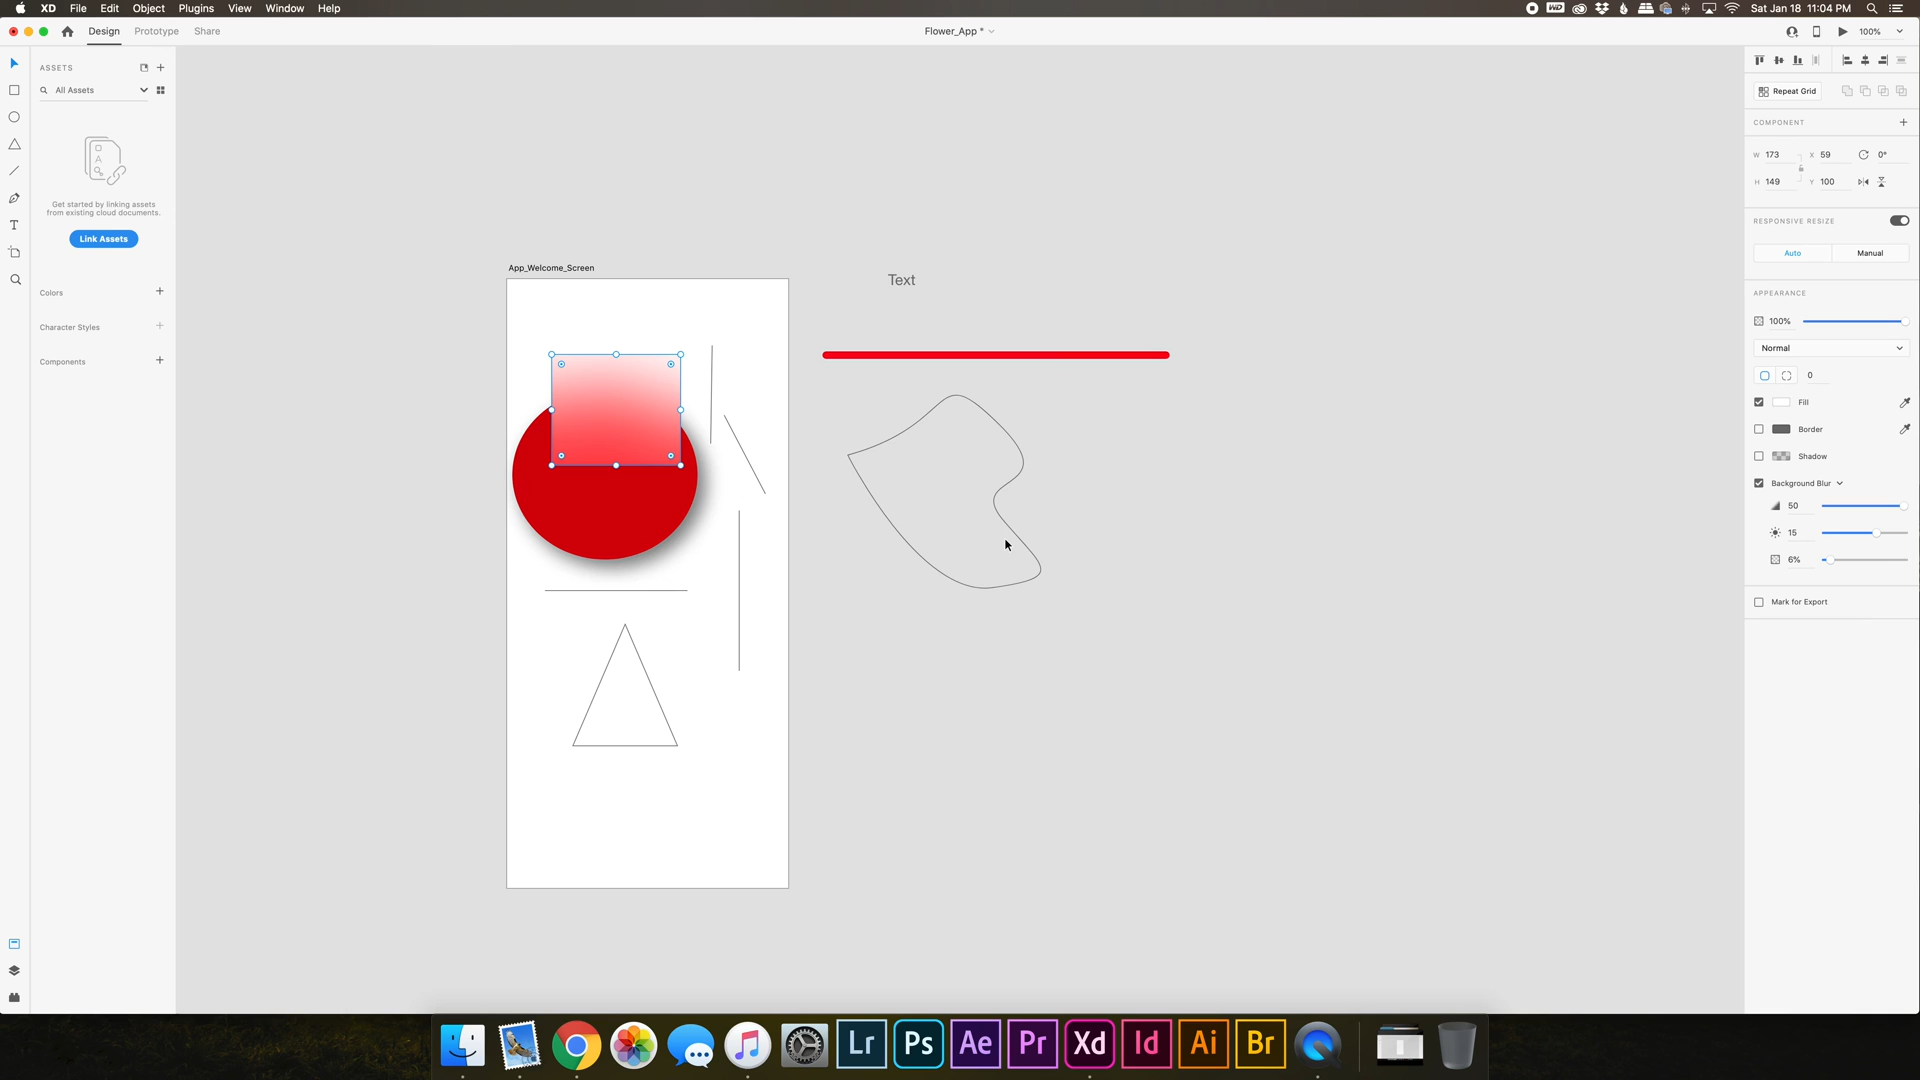 XD File Edit Object Plugins View Window Help
Sat Jan 18 11:04 PM
Design Prototype Share
Flower_App *
100%
ASSETS
All Assets
Get started by linking assets
from existing cloud documents.
Link Assets
Colors
Character Styles
Components
App_Welcome_Screen
Text
Repeat Grid
COMPONENT
W 173 X 59 0°
H 149 Y 100
RESPONSIVE RESIZE
Auto Manual
APPEARANCE
100%
Normal
0
Fill
Border
Shadow
Background Blur
50
15
6%
Mark for Export
Lr Ps Ae Pr Xd Id Ai Br